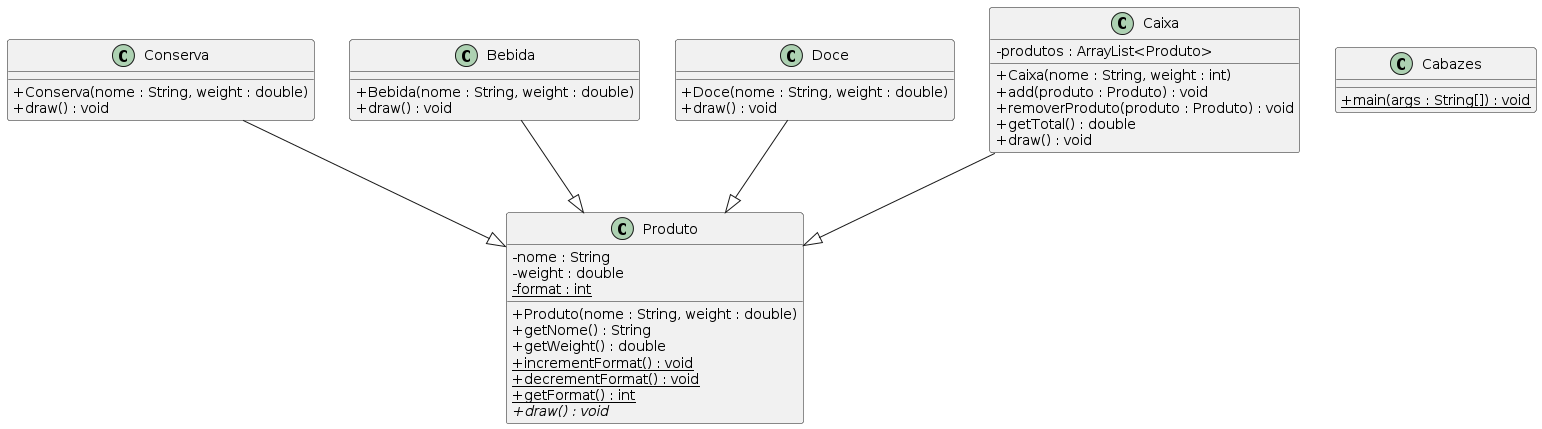 C Conserva
+Conserva(nome : String, weight : double)
+draw() : void
C Bebida
+Bebida(nome : String, weight : double)
+draw() : void
C Doce
+Doce(nome : String, weight : double)
+draw() : void
C Caixa
-produtos : ArrayList<Produto>
+Caixa(nome : String, weight : int)
+add(produto : Produto) : void
+removerProduto(produto : Produto) : void
+getTotal() : double
+draw() : void
C Cabazes
+main(args : String[]) : void
C Produto
-nome : String
-weight : double
-format : int
+Produto(nome : String, weight : double)
+getNome() : String
+getWeight() : double
+incrementFormat() : void
+decrementFormat() : void
+getFormat() : int
+draw() : void